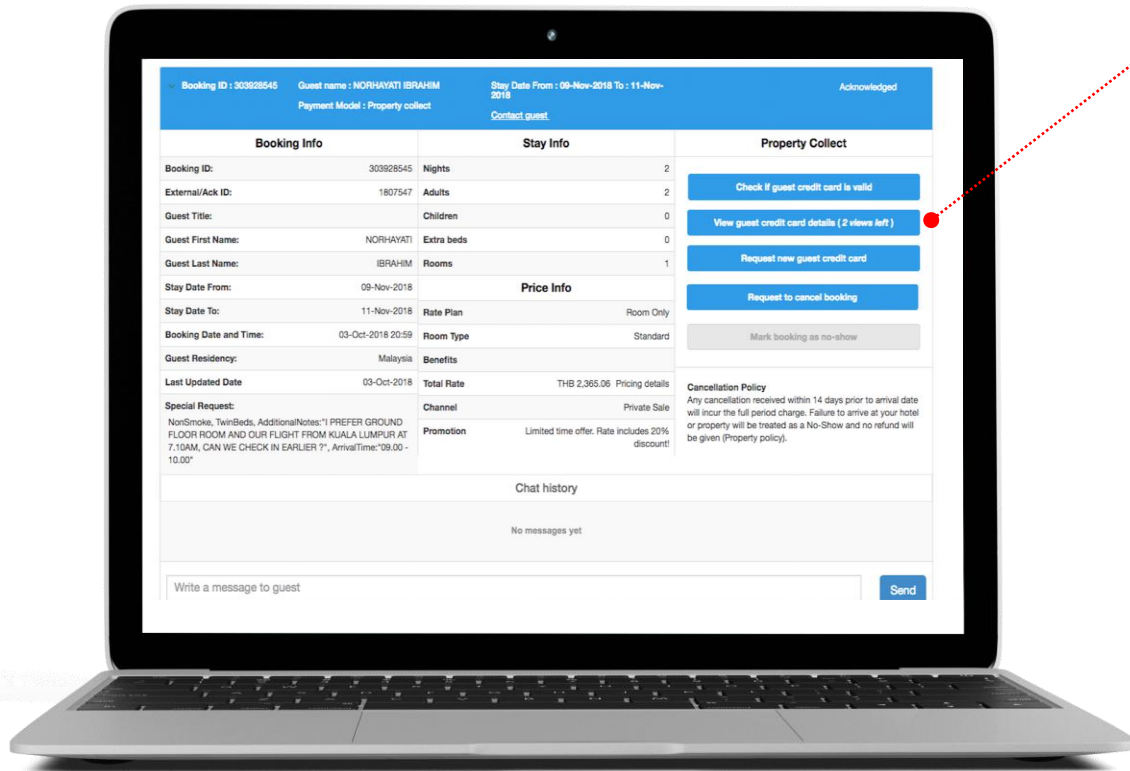 Booking ID : 303928545
Guest name : NORHAYATI IBRAHIM
Payment Model : Property collect
Stay Date From : 09-Nov-2018 To : 11-Nov-
2018
Contact guest
Acknowledged
Booking Info
Booking ID: 303928545
External/Ack ID: 1807547
Guest Title:
Guest First Name: NORHAYATI
Guest Last Name: IBRAHIM
Stay Date From: 09-Nov-2018
Stay Date To: 11-Nov-2018
Booking Date and Time: 03-Oct-2018 20:59
Guest Residency: Malaysia
Last Updated Date 03-Oct-2018
Special Request:
NonSmoke, TwinBeds, AdditionalNotes:"I PREFER GROUND
FLOOR ROOM AND OUR FLIGHT FROM KUALA LUMPUR AT
7.10AM, CAN WE CHECK IN EARLIER ?", ArrivalTime:"09.00 -
10.00"
Stay Info
Nights 2
Adults 2
Children 0
Extra beds 0
Rooms 1
Price Info
Rate Plan Room Only
Room Type Standard
Benefits
Total Rate THB 2,365.06 Pricing details
Channel Private Sale
Promotion Limited time offer. Rate includes 20%
discount!
Property Collect
Check if guest credit card is valid
View guest credit card details ( 2 views left )
Request new guest credit card
Request to cancel booking
Mark booking as no-show
Cancellation Policy
Any cancellation received within 14 days prior to arrival date
will incur the full period charge. Failure to arrive at your hotel
or property will be treated as a No-Show and no refund will
be given (Property policy).
Chat history
No messages yet
Write a message to guest
Send